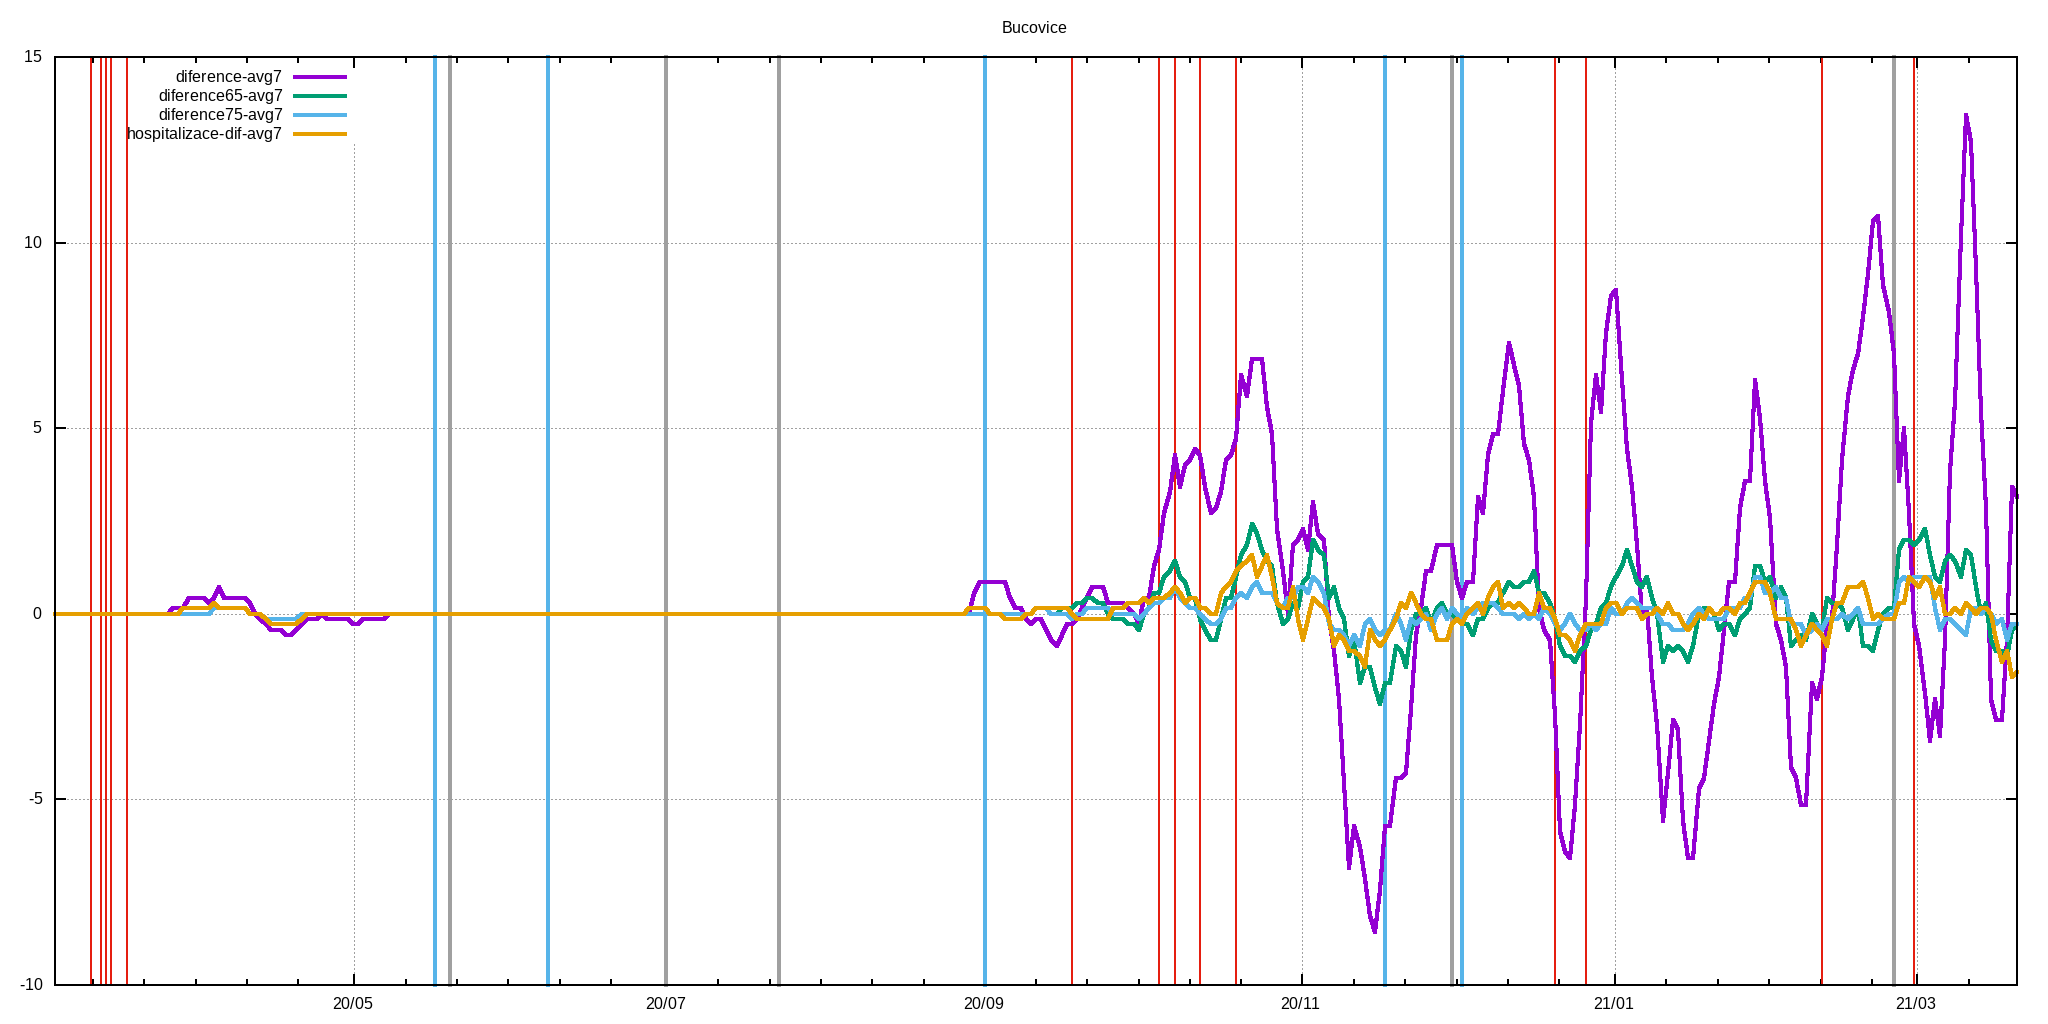 Bucovice
15
diference-avg7
diference65-avg7
diference75-avg7
hospitalizace-dif-avg7
10
5
0
-5
-10
20/05 20/07 20/09 20/11 21/01 21/03